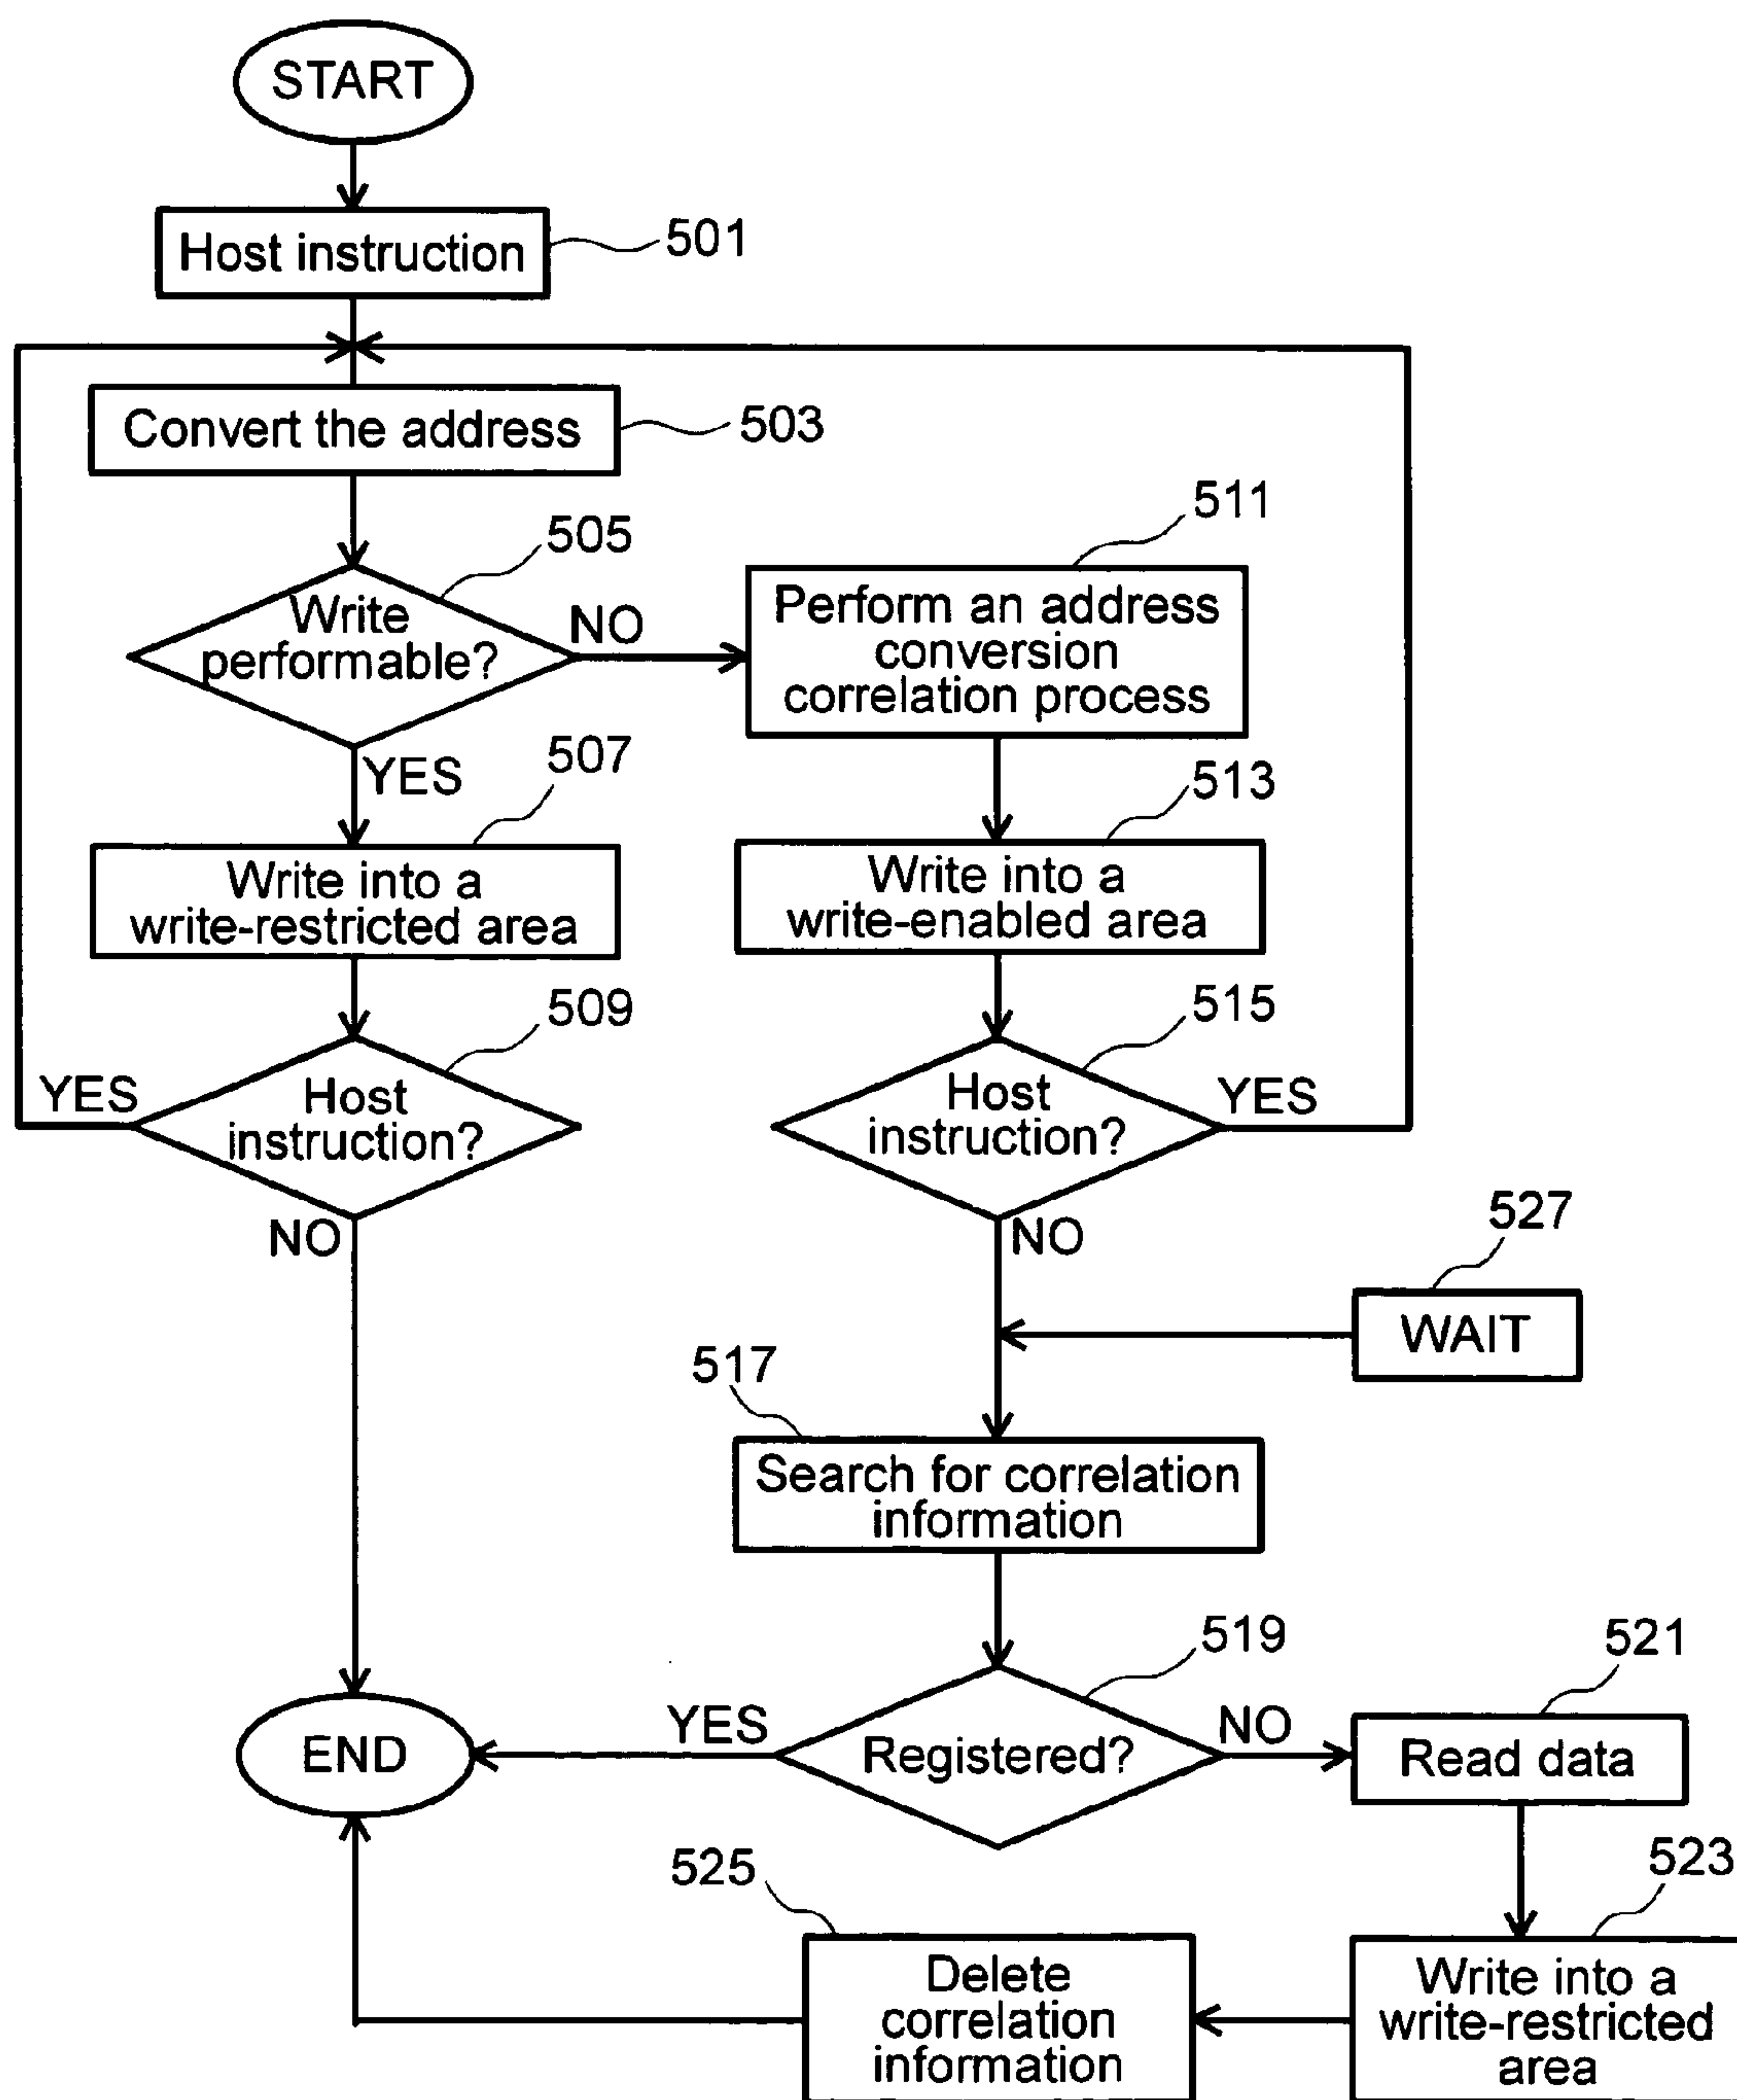 START
Host instruction
501
Convert the address
503
505
Write
performable?
NO
YES
511
Perform an address
conversion
correlation process
507
Write into a
write-restricted area
513
Write into a
write-enabled area
509
Host
instruction?
YES
NO
515
Host
instruction?
YES
NO
527
WAIT
517
Search for correlation
information
519
Registered?
YES
NO
END
521
Read data
523
Write into a
write-restricted
area
525
Delete
correlation
information